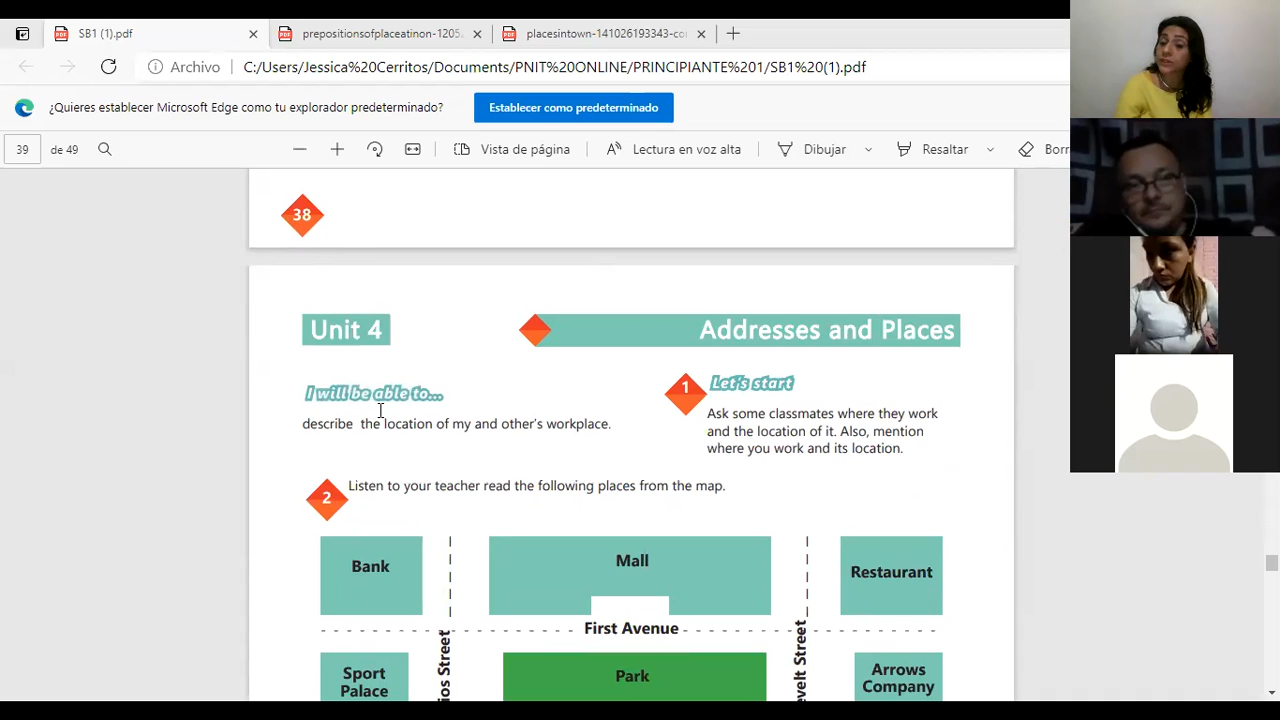 SB1 (1).pdf
prepositionsofplaceatinon-1205
placesintown-141026193343-co
Archivo
C:/Users/Jessica%20Cerritos/Documents/PNIT%20ONLINE/PRINCIPIANTE%201/SB1%20(1).pdf
¿Quieres establecer Microsoft Edge como tu explorador predeterminado?
Establecer como predeterminado
39
de 49
Vista de página
Lectura en voz alta
Dibujar
Resaltar
Borr
38
Unit 4
Addresses and Places
I will be able to...
describe the location of my and other's workplace.
1
Let's start
Ask some classmates where they work
and the location of it. Also, mention
where you work and its location.
2
Listen to your teacher read the following places from the map.
Bank
Mall
Restaurant
First Avenue
Sport
Palace
ios Street
Park
evelt Street
Arrows
Company